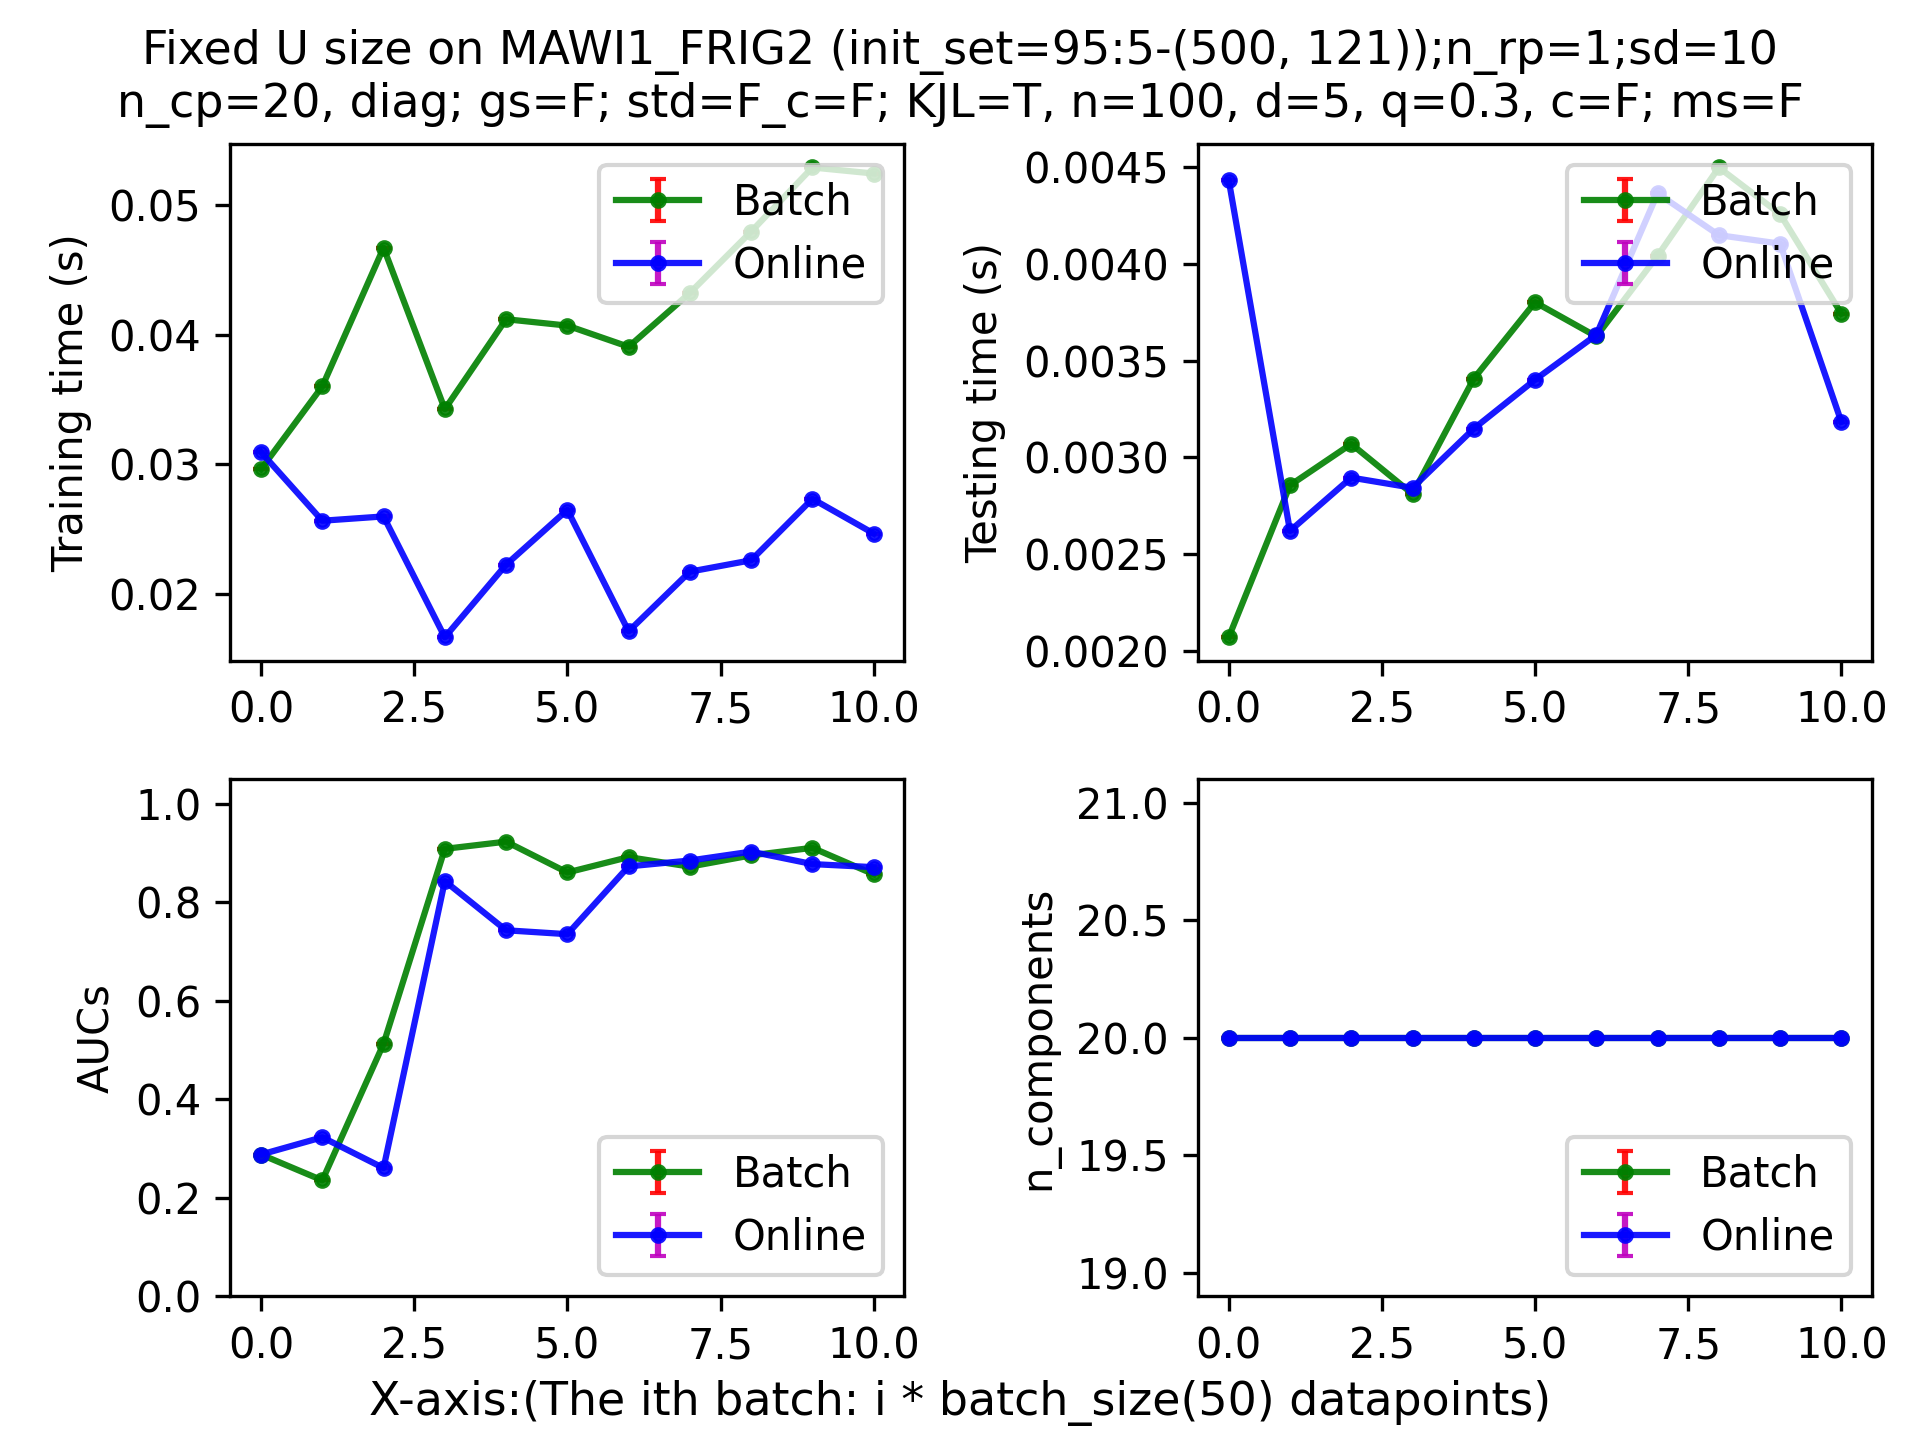 Fixed U size on MAWI1_FRIG2 (init_set=95:5-(500, 121));n_rp=1;sd=10
n_cp=20, diag; gs=F; std=F_c=F; KJL=T, n=100, d=5, q=0.3, c=F; ms=F
Training time (s)
0.05
0.04
0.03
0.02
0.0 2.5 5.0 7.5 10.0
Batch
Online
Testing time (s)
0.0045
0.0040
0.0035
0.0030
0.0025
0.0020
0.0 2.5 5.0 7.5 10.0
Batch
Online
AUCs
1.0
0.8
0.6
0.4
0.2
0.0
0.0 2.5 5.0 7.5 10.0
Batch
Online
n_components
21.0
20.5
20.0
19.5
19.0
0.0 2.5 5.0 7.5 10.0
Batch
Online
X-axis:(The ith batch: i * batch_size(50) datapoints)